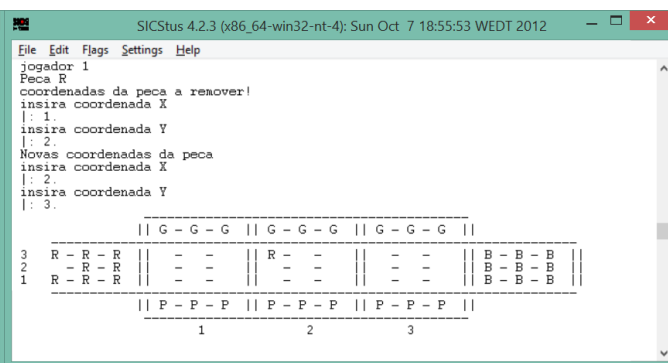 SICStus 4.2.3 (x86_64-win32-nt-4): Sun Oct 7 18:55:53 WEDT 2012
File Edit Flags Settings Help
jogador 1
Peca R
coordenadas da peca a remover!
insira coordenada X
|: 1.
insira coordenada Y
|: 2.
Novas coordenadas da peca
insira coordenada X
|: 2.
insira coordenada Y
|: 3.
|| G - G - G || G - G - G || G - G - G ||
3 R - R - R || - - || R - - || - - || B - B - B ||
2 - R - R || - - || - - || - - || B - B - B ||
1 R - R - R || - - || - - || - - || B - B - B ||
|| P - P - P || P - P - P || P - P - P ||
1 2 3